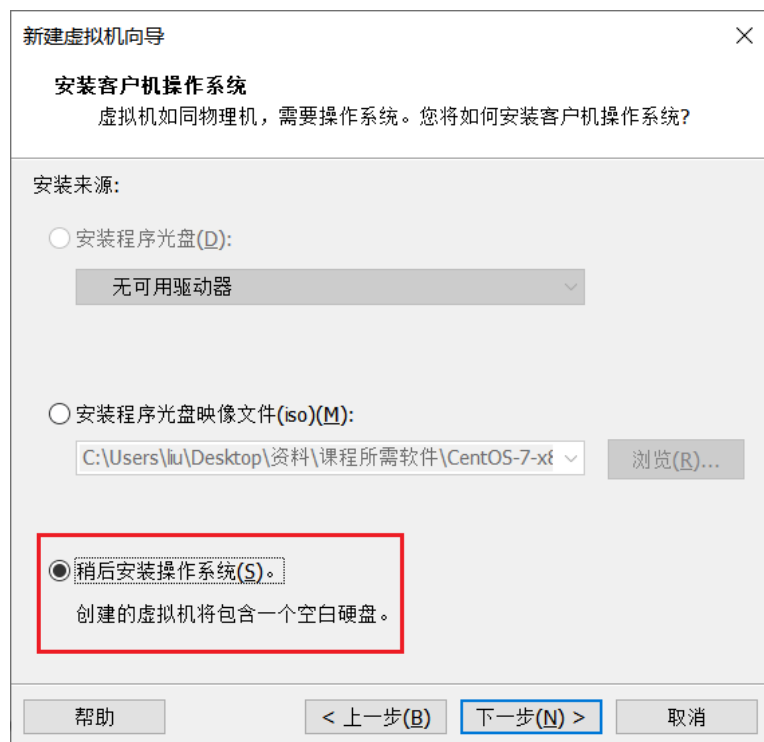 新建虚拟机向导
安装客户机操作系统
虚拟机如同物理机，需要操作系统。您将如何安装客户机操作系统?
安装来源:
安装程序光盘(D):
无可用驱动器
安装程序光盘映像文件(iso)(M):
C:\Users\liu\Desktop\资料\课程所需软件\CentOS-7-x8
浏览(R)...
稍后安装操作系统(S)。
创建的虚拟机将包含一个空白硬盘。
帮助
< 上一步(B)
下一步(N) >
取消